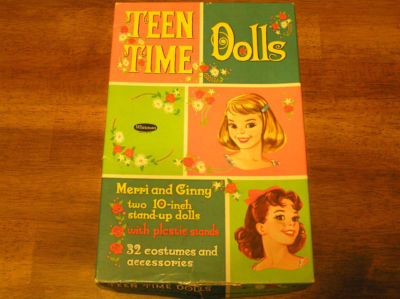 TEEN TIME
Dolls
Whitman
Merri and Ginny
two 10-inch
stand-up dolls
with plastic stands
32 costumes and
accessories
TEEN TIME DOLLS